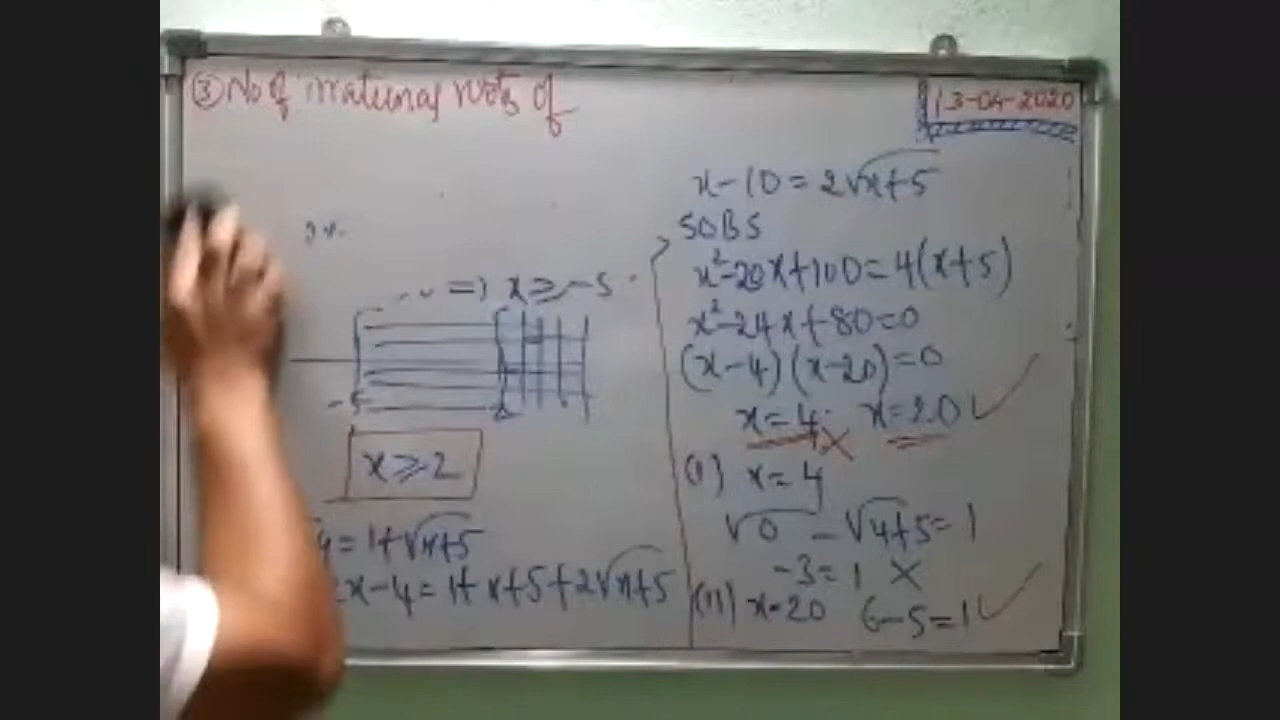 ③ No of irrational roots of
13-04-2020
=> x ≥ -5
-5
x ≥ 2
= 1+√x+5
2x-4 = 1+x+5+2√x+5
x-10 = 2√x+5
SOBS
x²-20x+100 = 4(x+5)
x²-24x+80=0
(x-4)(x-20)=0
x=4 x=20 ✓
(i) x=4
√0 - √4+5 = 1
-3=1 ×
(ii) x=20 6-5=1 ✓